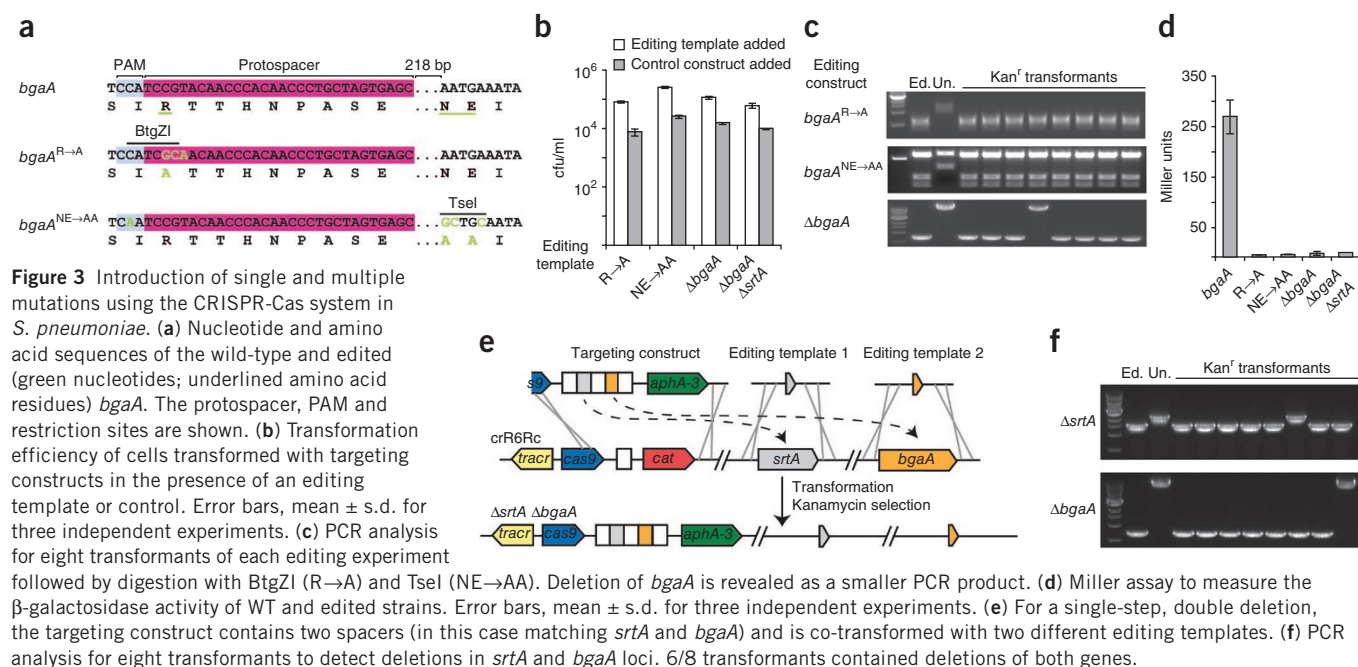 a
PAM Protospacer 218 bp
bgaA TCCATCCGTACAACCCACAACCCTGCTAGTGAGC ...AATGAAATA
S I R T T H N P A S E ... N E I
BtgZI
bgaA R→A TCCATCGCAACAACCCACAACCCTGCTAGTGAGC ...AATGAAATA
S I A T T H N P A S E ... N E I
TseI
bgaA NE→AA TCAATCCGTACAACCCACAACCCTGCTAGTGAGC ...GCTGCAATA
S I R T T H N P A S E ... A A I
b
Editing template added
Control construct added
10^6
10^4
10^2
0
cfu/ml
Editing template
R→A
NE→AA
ΔbgaA
ΔbgaA ΔsrtA
c
Editing construct
Ed. Un. Kan^r transformants
bgaA R→A
bgaA NE→AA
ΔbgaA
d
350
250
150
50
Miller units
bgaA
R→A
NE→AA
ΔbgaA
ΔbgaA ΔsrtA
Figure 3 Introduction of single and multiple
mutations using the CRISPR-Cas system in
S. pneumoniae. (a) Nucleotide and amino
acid sequences of the wild-type and edited
(green nucleotides; underlined amino acid
residues) bgaA. The protospacer, PAM and
restriction sites are shown. (b) Transformation
efficiency of cells transformed with targeting
constructs in the presence of an editing
template or control. Error bars, mean ± s.d. for
three independent experiments. (c) PCR analysis
for eight transformants of each editing experiment
followed by digestion with BtgZI (R→A) and TseI (NE→AA). Deletion of bgaA is revealed as a smaller PCR product. (d) Miller assay to measure the
β-galactosidase activity of WT and edited strains. Error bars, mean ± s.d. for three independent experiments. (e) For a single-step, double deletion,
the targeting construct contains two spacers (in this case matching srtA and bgaA) and is co-transformed with two different editing templates. (f) PCR
analysis for eight transformants to detect deletions in srtA and bgaA loci. 6/8 transformants contained deletions of both genes.
e
Targeting construct Editing template 1 Editing template 2
s9 aphA-3
crR6Rc
tracr cas9 cat srtA bgaA
Transformation
Kanamycin selection
ΔsrtA ΔbgaA
tracr cas9 aphA-3
f
Ed. Un. Kan^r transformants
ΔsrtA
ΔbgaA